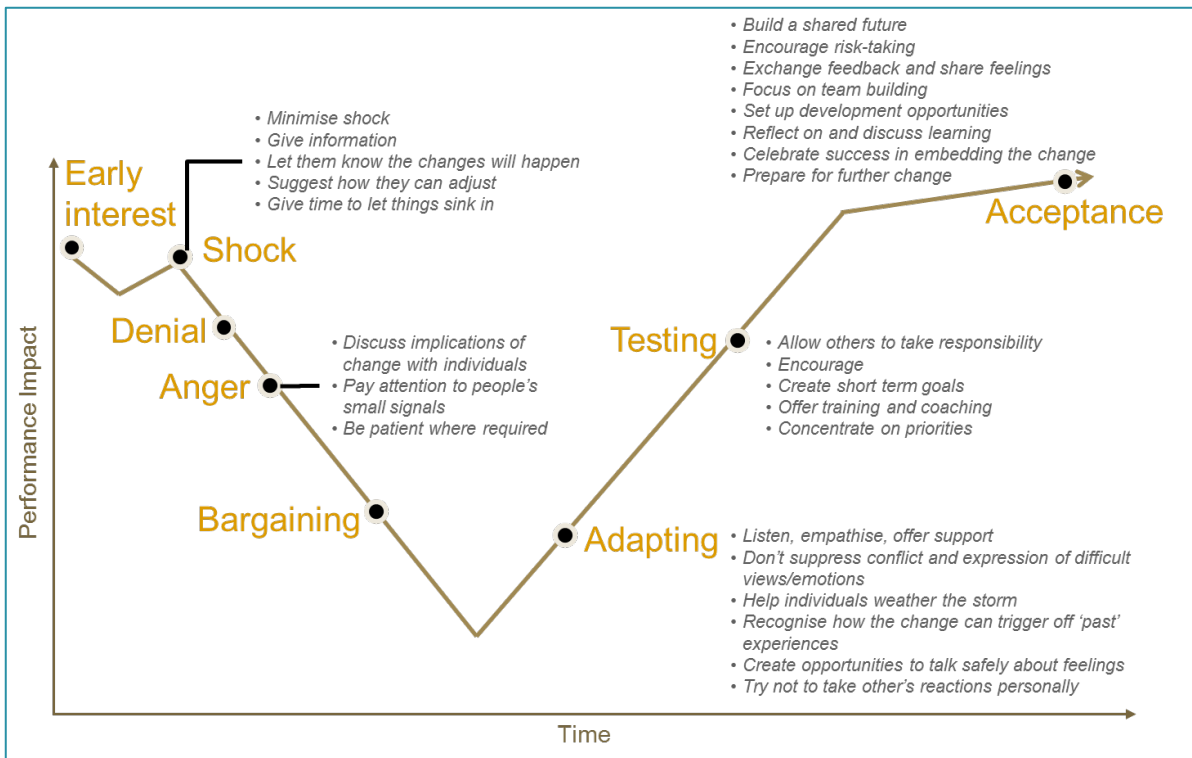 • Build a shared future
• Encourage risk-taking
• Exchange feedback and share feelings
• Focus on team building
• Set up development opportunities
• Reflect on and discuss learning
• Celebrate success in embedding the change
• Prepare for further change
• Minimise shock
• Give information
• Let them know the changes will happen
• Suggest how they can adjust
• Give time to let things sink in
Early
interest
Shock
Acceptance
Denial
Anger
• Discuss implications of
change with individuals
• Pay attention to people's
small signals
• Be patient where required
Testing
• Allow others to take responsibility
• Encourage
• Create short term goals
• Offer training and coaching
• Concentrate on priorities
Bargaining
Adapting
• Listen, empathise, offer support
• Don't suppress conflict and expression of difficult
views/emotions
• Help individuals weather the storm
• Recognise how the change can trigger off 'past'
experiences
• Create opportunities to talk safely about feelings
• Try not to take other's reactions personally
Performance Impact
Time